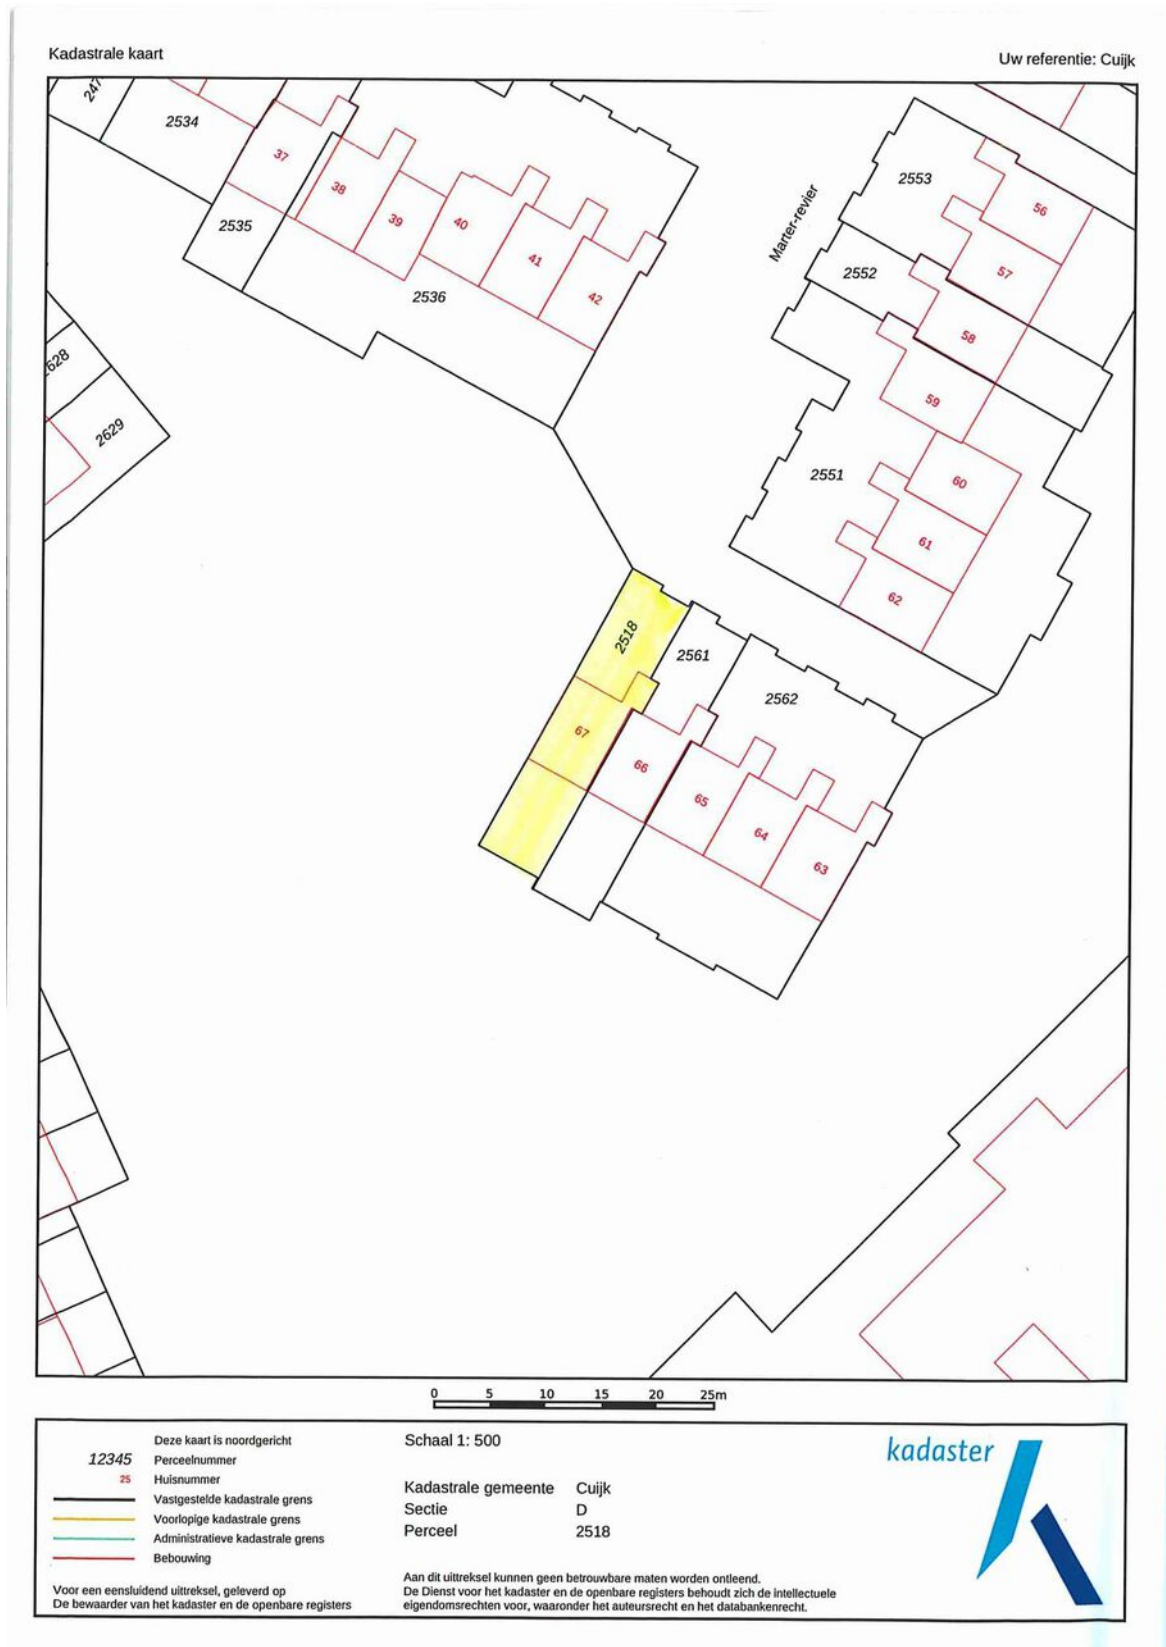 Kadastrale kaart
Uw referentie: Cuijk
247
2534
37
38
39
40
41
42
2535
2536
628
2629
Marter-revier
2553
56
57
2552
58
59
2551
60
61
62
2518
2561
2562
67
66
65
64
63
0 5 10 15 20 25m
Deze kaart is noordgericht
12345 Perceelnummer
25 Huisnummer
Vastgestelde kadastrale grens
Voorlopige kadastrale grens
Administratieve kadastrale grens
Bebouwing
Voor een eensluidend uittreksel, geleverd op
De bewaarder van het kadaster en de openbare registers
Schaal 1: 500
Kadastrale gemeente Cuijk
Sectie D
Perceel 2518
Aan dit uittreksel kunnen geen betrouwbare maten worden ontleend.
De Dienst voor het kadaster en de openbare registers behoudt zich de intellectuele
eigendomsrechten voor, waaronder het auteursrecht en het databankenrecht.
kadaster